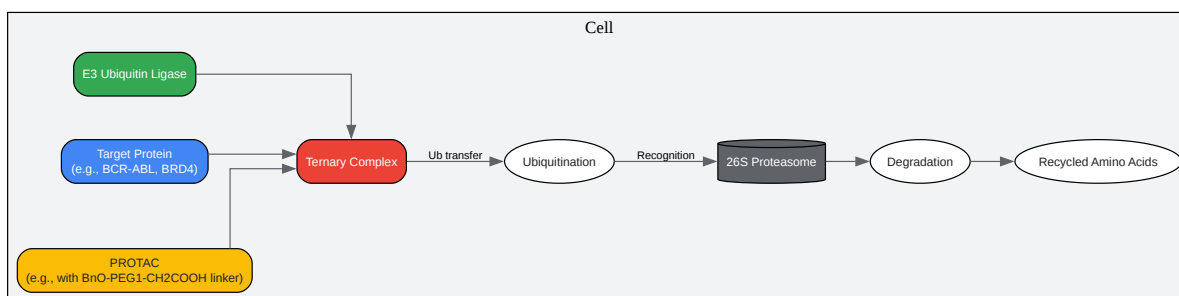 Cell
E3 Ubiquitin Ligase
Target Protein
(e.g., BCR-ABL, BRD4)
Ternary Complex
Ub transfer
Ubiquitination
Recognition
26S Proteasome
Degradation
Recycled Amino Acids
PROTAC
(e.g., with BnO-PEG1-CH2COOH linker)